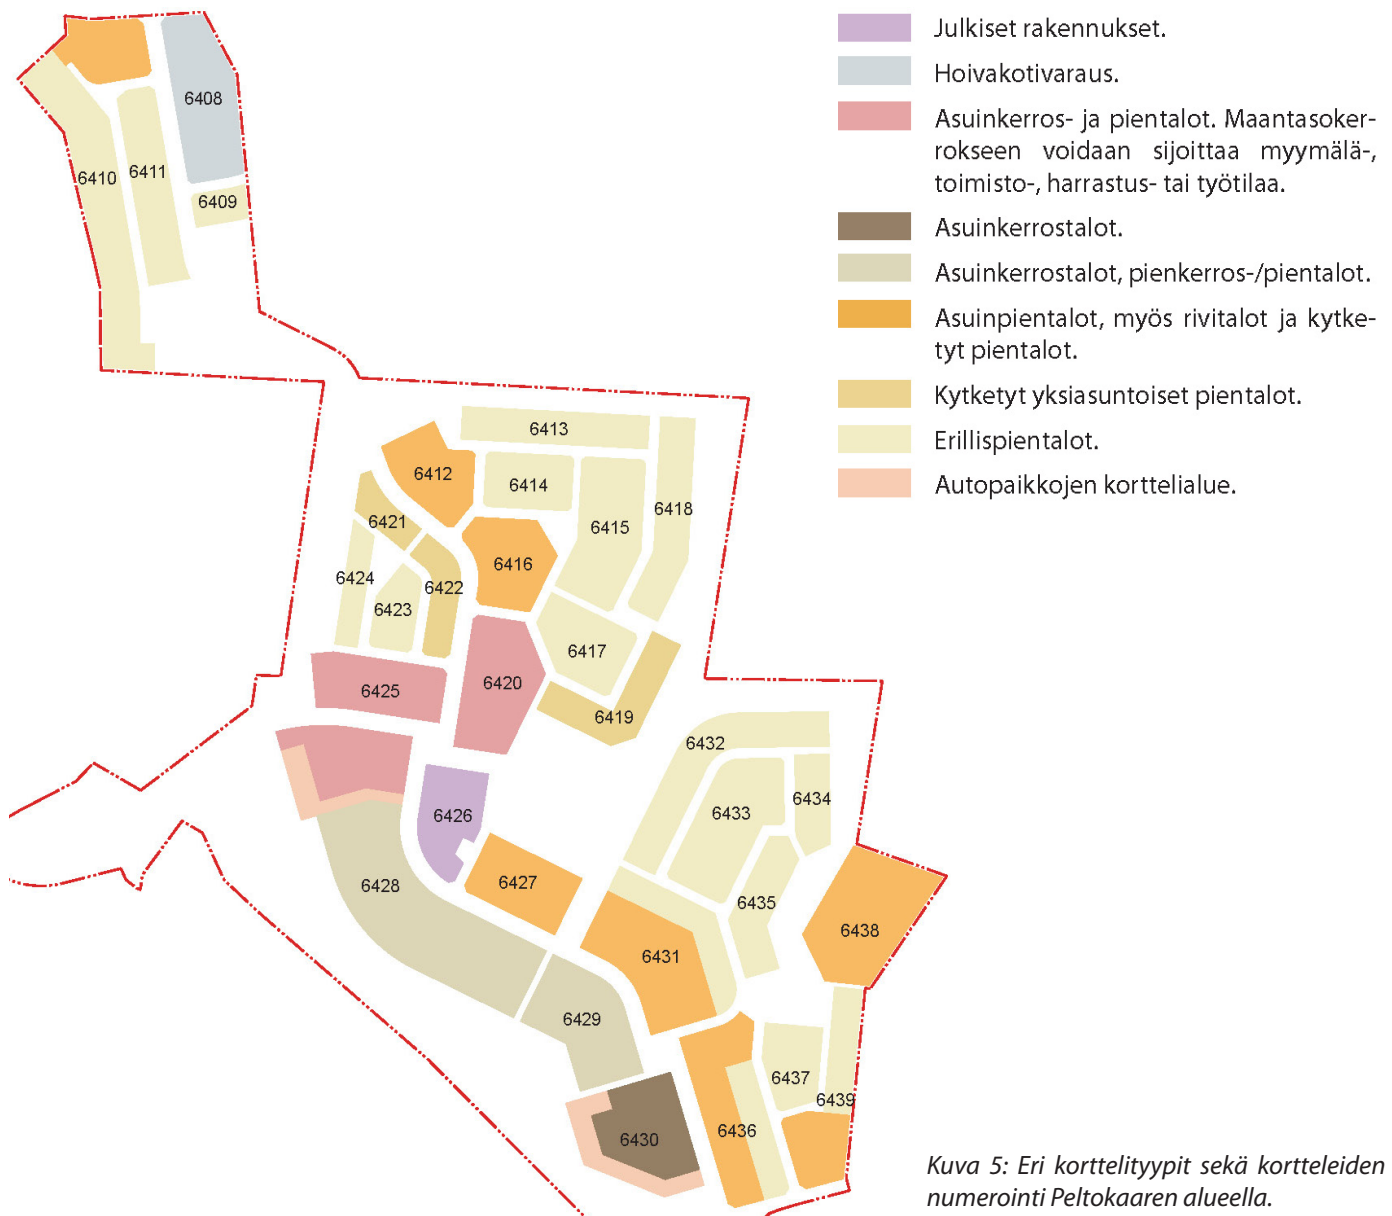 Julkiset rakennukset.
Hoivakotivaraus.
Asuinkerros- ja pientalot. Maantasoker-
rokseen voidaan sijoittaa myymälä-,
toimisto-, harrastus- tai työtilaa.
Asuinkerrostalot.
Asuinkerrostalot, pienkerros-/pientalot.
Asuinpientalot, myös rivitalot ja kytke-
tyt pientalot.
Kytketyt yksiasuntoiset pientalot.
Erillispientalot.
Autopaikkojen korttelialue.
6408
6410
6411
6409
6413
6412
6414
6418
6415
6421
6416
6424
6422
6423
6417
6420
6425
6419
6432
6434
6433
6426
6427
6428
6435
6438
6431
6429
6437
6439
6436
6430
Kuva 5: Eri korttelityypit sekä kortteleiden
numerointi Peltokaaren alueella.